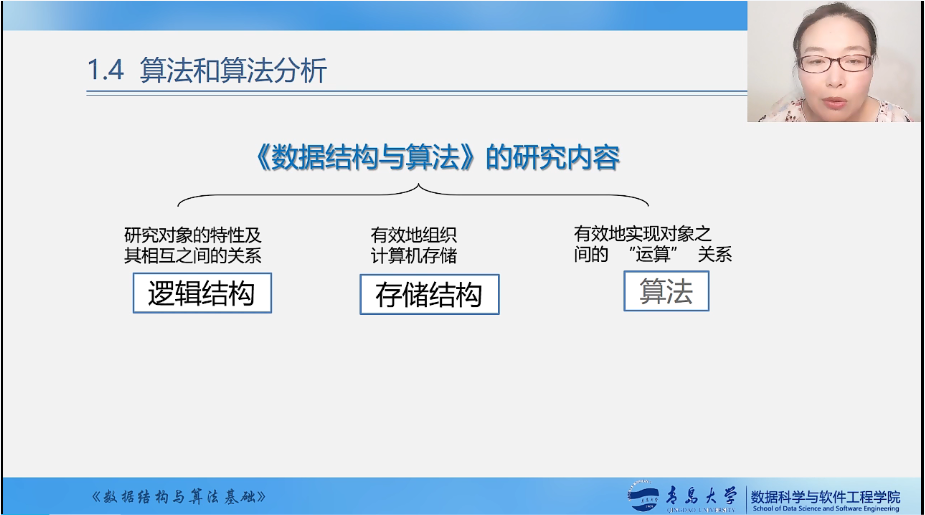 1.4 算法和算法分析
《数据结构与算法》的研究内容
研究对象的特性及
其相互之间的关系
逻辑结构
有效地组织
计算机存储
存储结构
有效地实现对象之
间的 ”运算” 关系
算法
《数据结构与算法基础》
青岛大学
QINGDAO UNIVERSITY
数据科学与软件工程学院
School of Data Science and Software Engineering